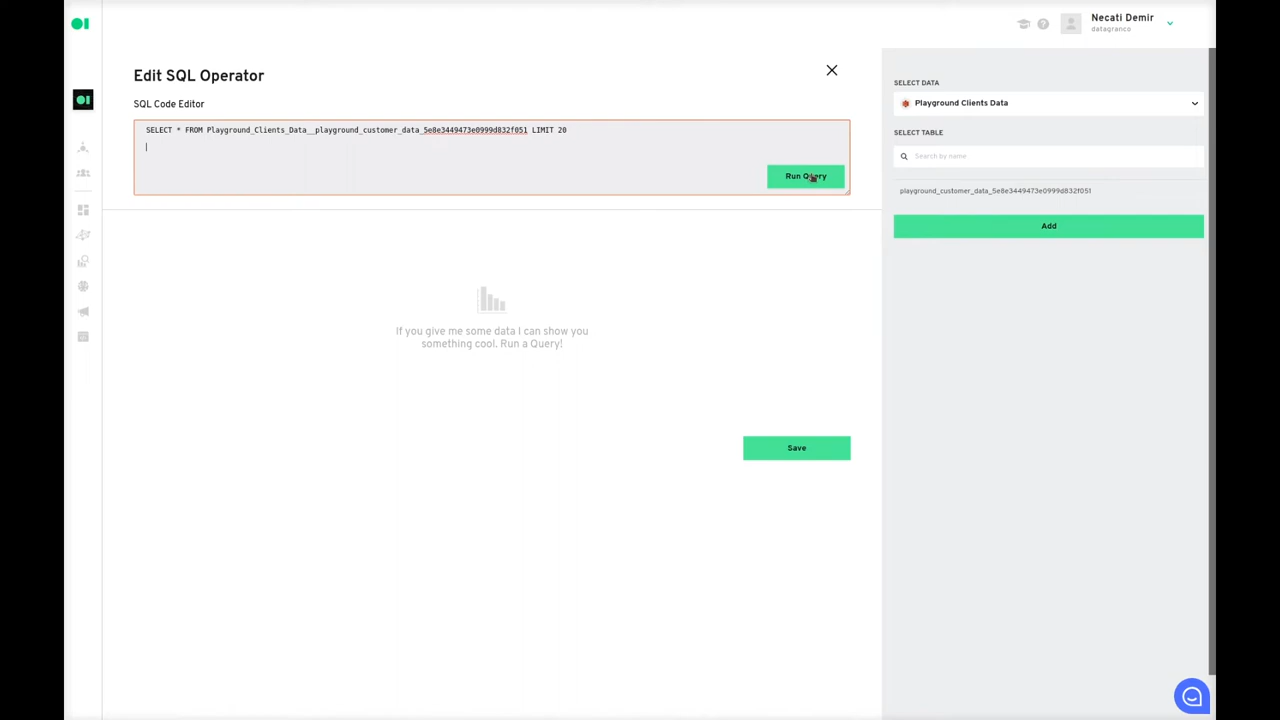 Necati Demir
datagranco
Edit SQL Operator
SQL Code Editor
SELECT * FROM Playground_Clients_Data__playground_customer_data_5e8e3449473e0999d832f051 LIMIT 20
Run Query
If you give me some data I can show you
something cool. Run a Query!
Save
SELECT DATA
Playground Clients Data
SELECT TABLE
Search by name
playground_customer_data_5e8e3449473e0999d832f051
Add